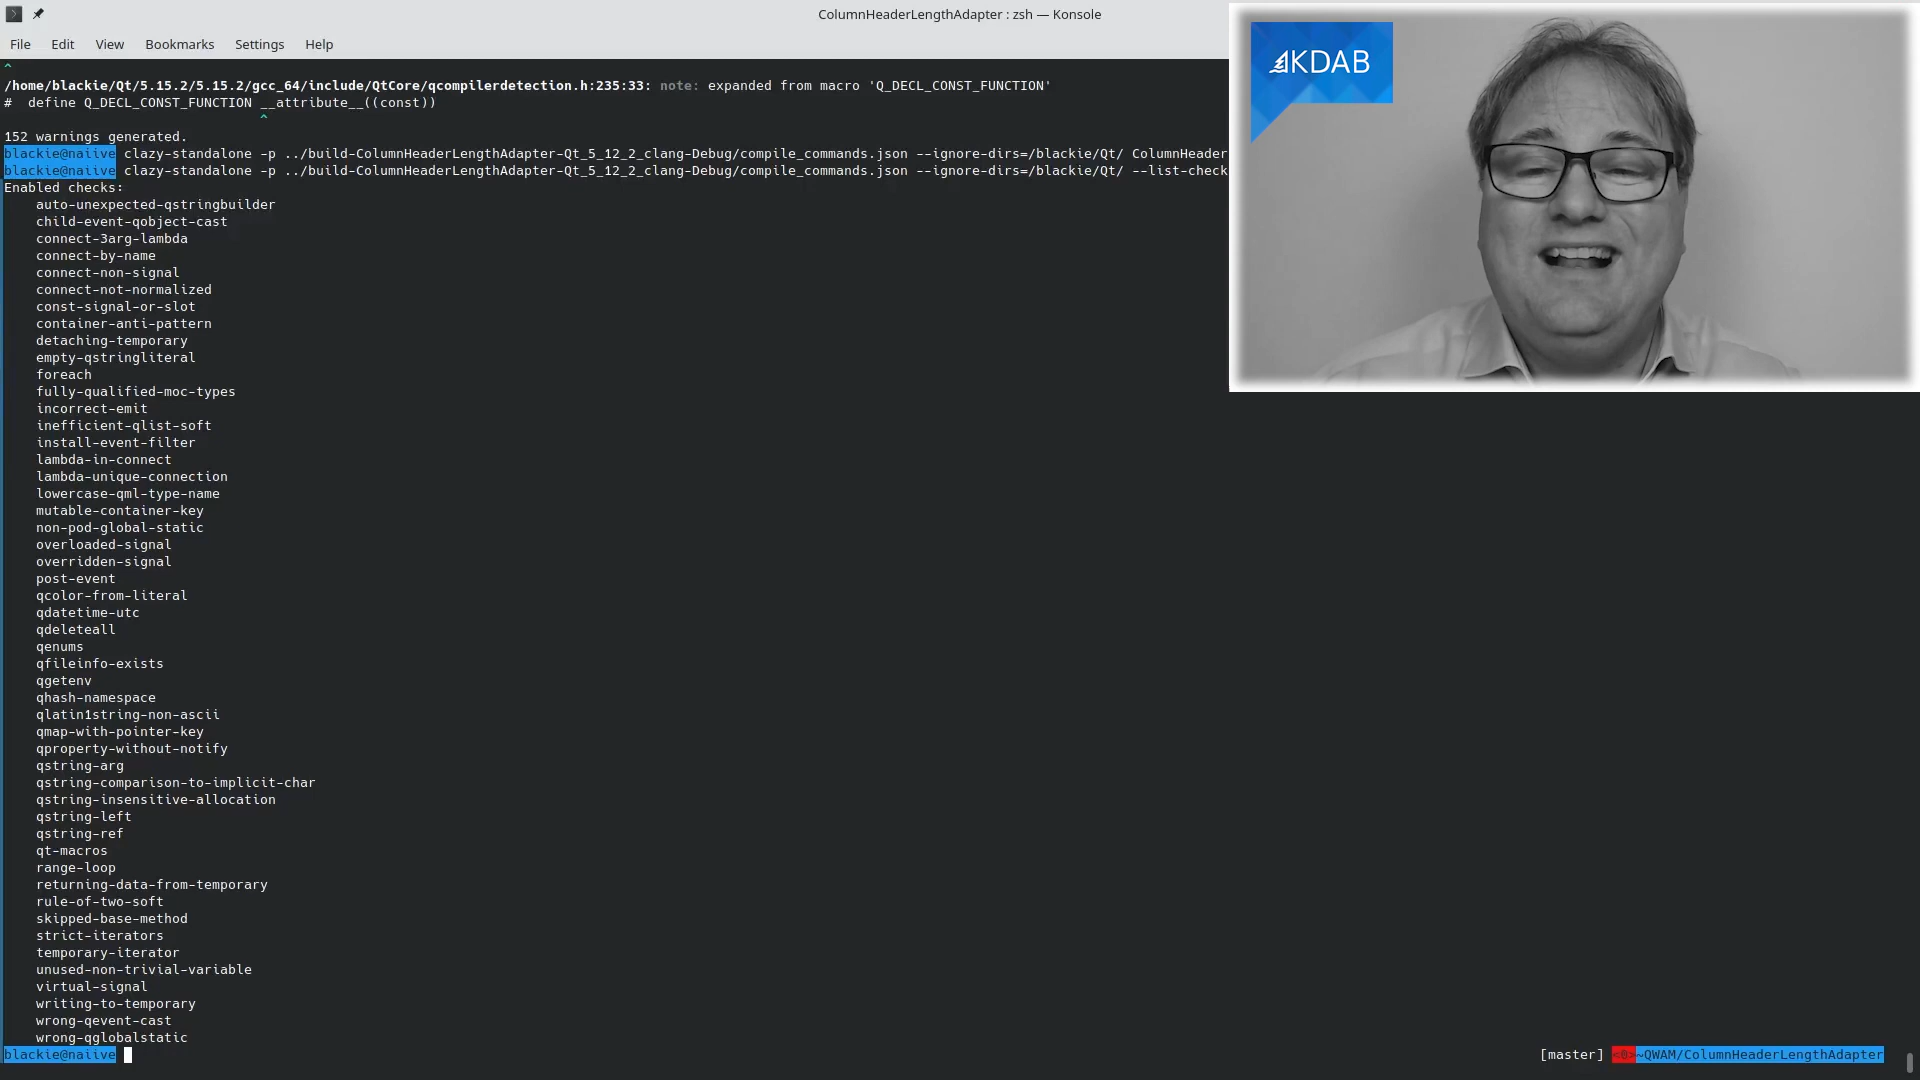 ColumnHeaderLengthAdapter : zsh — Konsole
File Edit View Bookmarks Settings Help
^
/home/blackie/Qt/5.15.2/5.15.2/gcc_64/include/QtCore/qcompilerdetection.h:235:33: note: expanded from macro 'Q_DECL_CONST_FUNCTION'
#  define Q_DECL_CONST_FUNCTION __attribute__((const))
^
152 warnings generated.
blackie@naiive clazy-standalone -p ../build-ColumnHeaderLengthAdapter-Qt_5_12_2_clang-Debug/compile_commands.json --ignore-dirs=/blackie/Qt/ ColumnHeader
blackie@naiive clazy-standalone -p ../build-ColumnHeaderLengthAdapter-Qt_5_12_2_clang-Debug/compile_commands.json --ignore-dirs=/blackie/Qt/ --list-check
Enabled checks:
auto-unexpected-qstringbuilder
child-event-qobject-cast
connect-3arg-lambda
connect-by-name
connect-non-signal
connect-not-normalized
const-signal-or-slot
container-anti-pattern
detaching-temporary
empty-qstringliteral
foreach
fully-qualified-moc-types
incorrect-emit
inefficient-qlist-soft
install-event-filter
lambda-in-connect
lambda-unique-connection
lowercase-qml-type-name
mutable-container-key
non-pod-global-static
overloaded-signal
overridden-signal
post-event
qcolor-from-literal
qdatetime-utc
qdeleteall
qenums
qfileinfo-exists
qgetenv
qhash-namespace
qlatin1string-non-ascii
qmap-with-pointer-key
qproperty-without-notify
qstring-arg
qstring-comparison-to-implicit-char
qstring-insensitive-allocation
qstring-left
qstring-ref
qt-macros
range-loop
returning-data-from-temporary
rule-of-two-soft
skipped-base-method
strict-iterators
temporary-iterator
unused-non-trivial-variable
virtual-signal
writing-to-temporary
wrong-qevent-cast
wrong-qglobalstatic
blackie@naiive [master] <0>~QWAM/ColumnHeaderLengthAdapter
KDAB